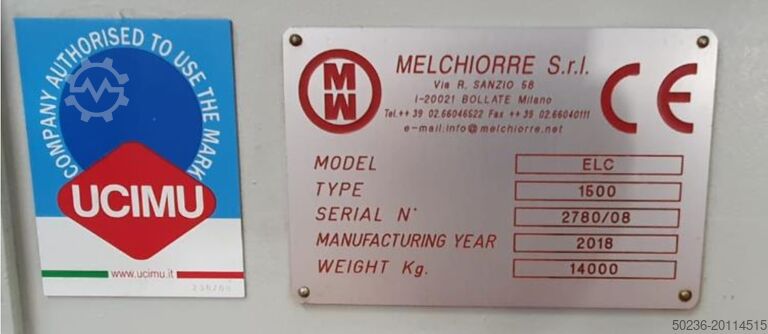 COMPANY AUTHORISED TO USE THE MARK
UCIMU
www.ucimu.it
MW
MELCHIORRE S.r.l.
Via R. SANZIO 58
I-20021 BOLLATE Milano
Tel.++ 39 02.66046522 Fax ++39 02.66040111
e-mail:info@melchiorre.net
CE
MODEL ELC
TYPE 1500
SERIAL N° 2780/08
MANUFACTURING YEAR 2018
WEIGHT Kg. 14000
50236-20114515